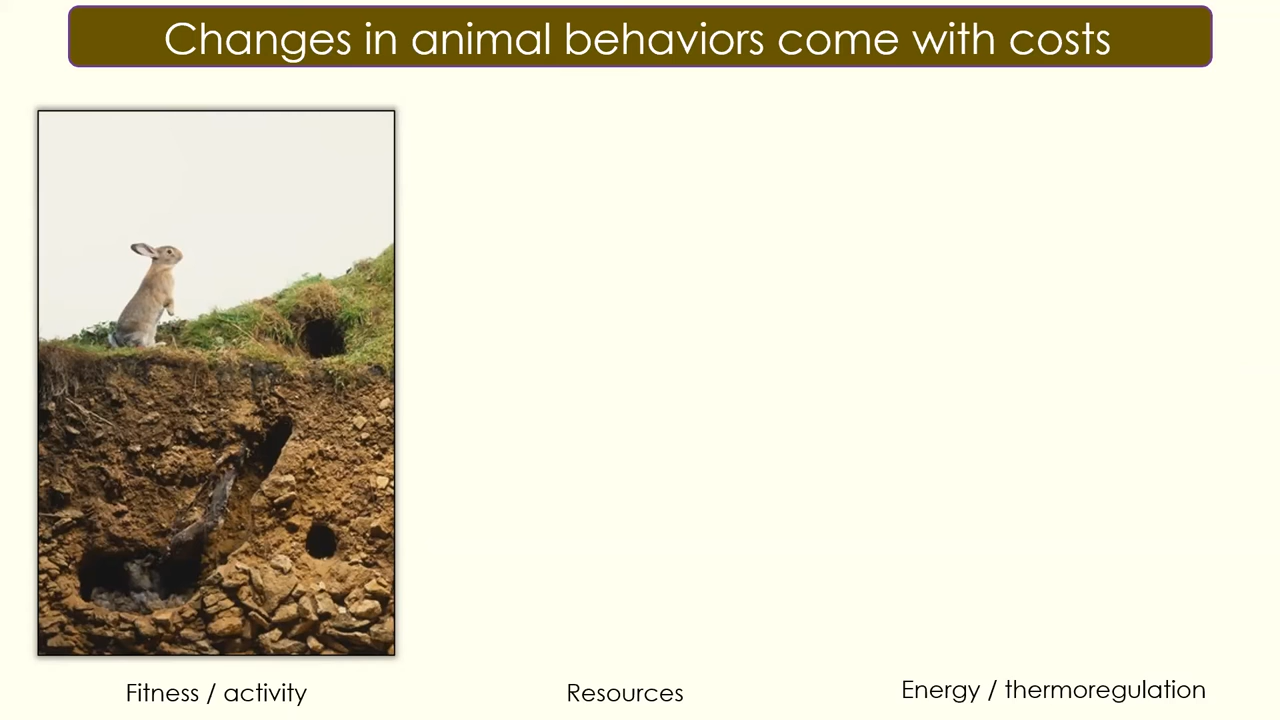 Changes in animal behaviors come with costs
Fitness / activity
Resources
Energy / thermoregulation